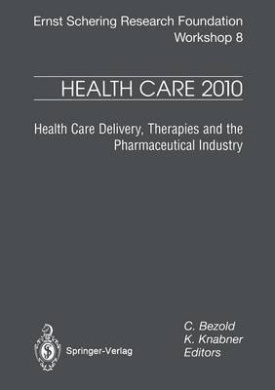 Ernst Schering Research Foundation
Workshop 8
HEALTH CARE 2010
Health Care Delivery, Therapies and the
Pharmaceutical Industry
C. Bezold
K. Knabner
Editors
Springer-Verlag